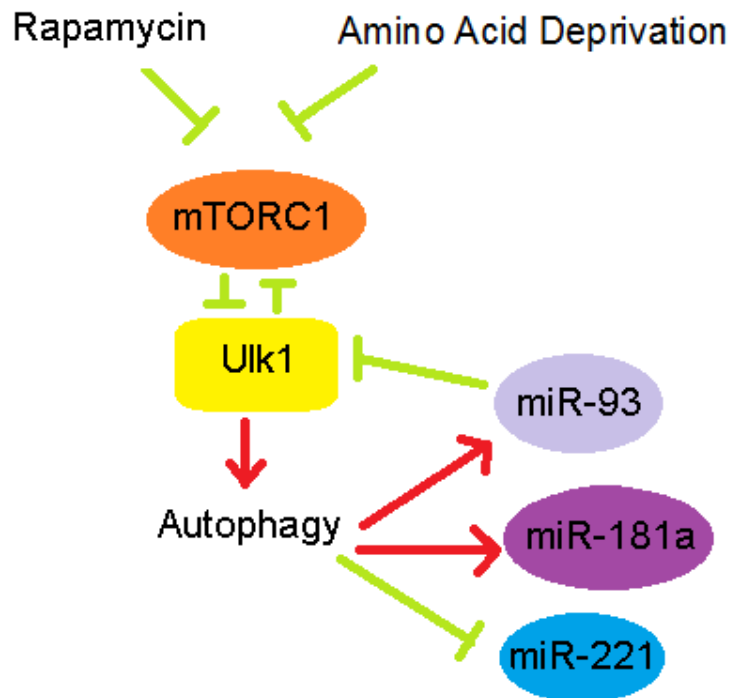 Rapamycin
Amino Acid Deprivation
mTORC1
Ulk1
miR-93
Autophagy
miR-181a
miR-221